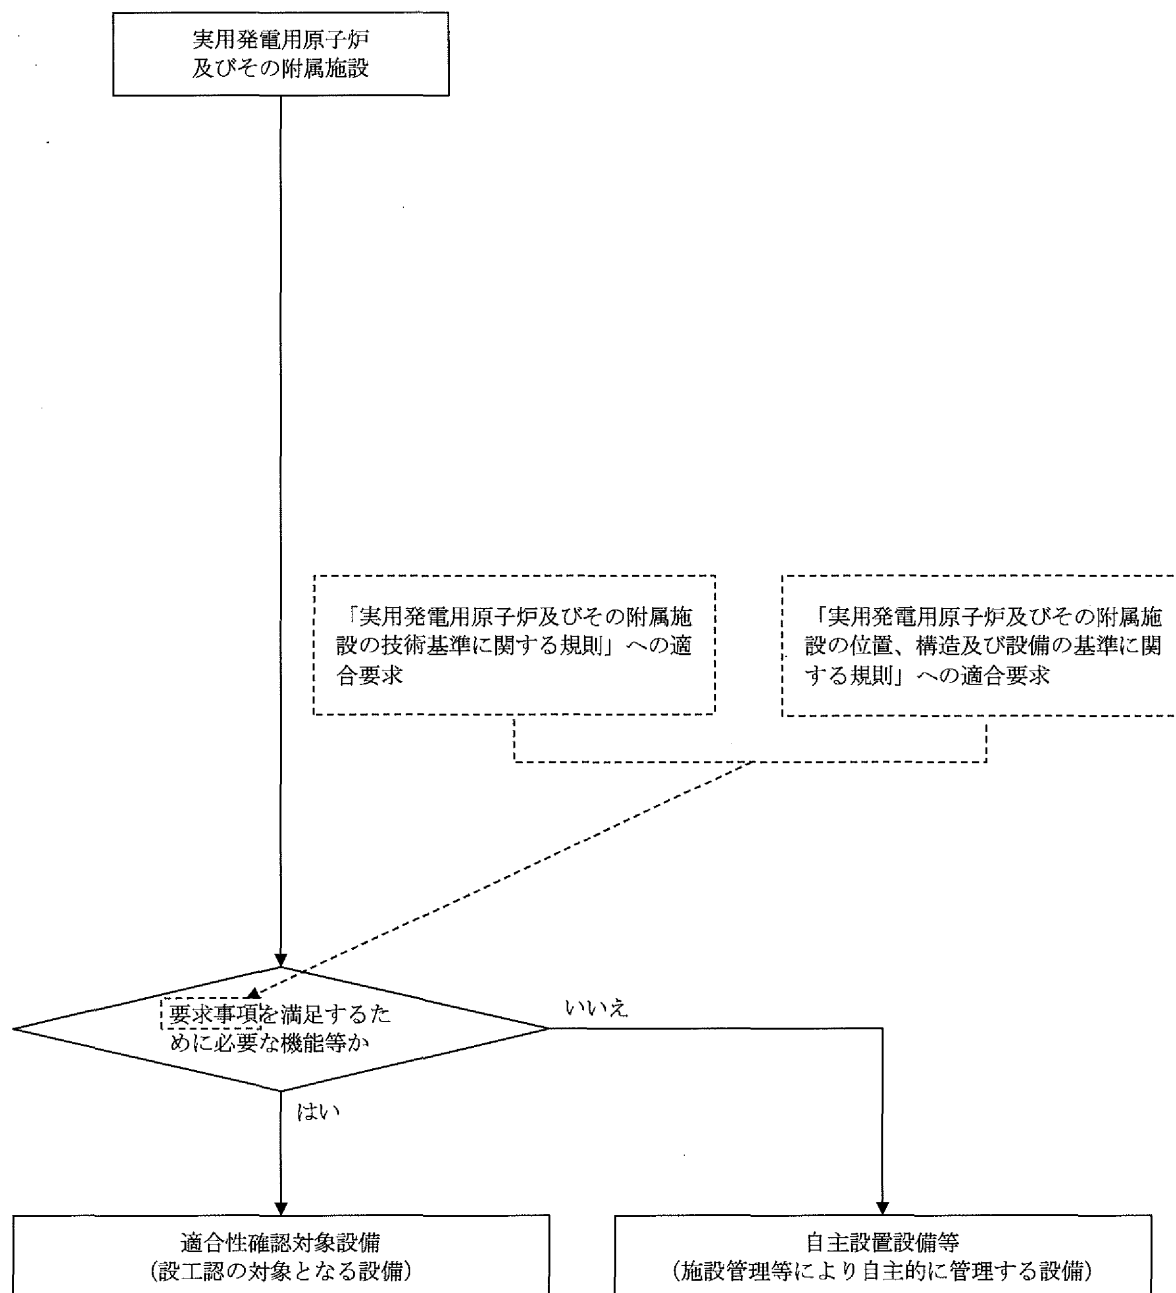 実用発電用原子炉
及びその附属施設
「実用発電用原子炉及びその附属施
設の技術基準に関する規則」への適
合要求
「実用発電用原子炉及びその附属施
設の位置、構造及び設備の基準に関
する規則」への適合要求
要求事項を満足するた
めに必要な機能等か
いいえ
はい
適合性確認対象設備
(設工認の対象となる設備)
自主設置設備等
(施設管理等により自主的に管理する設備)